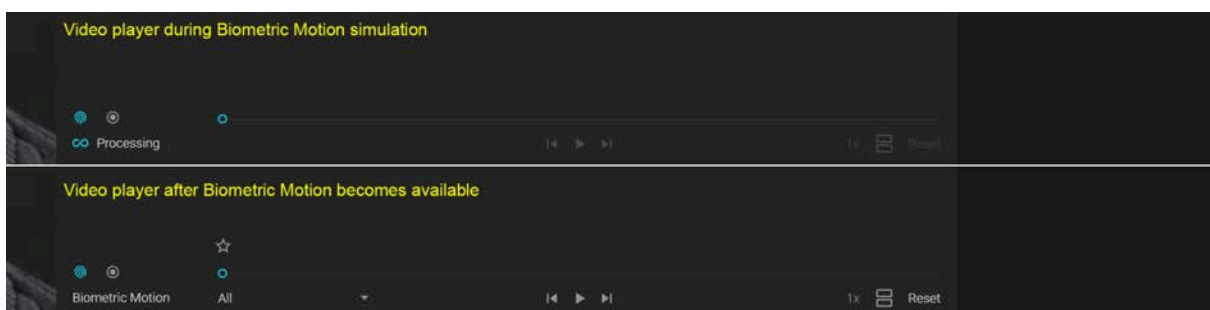 Video player during Biometric Motion simulation
Processing
1x Reset
Video player after Biometric Motion becomes available
Biometric Motion All 1x Reset